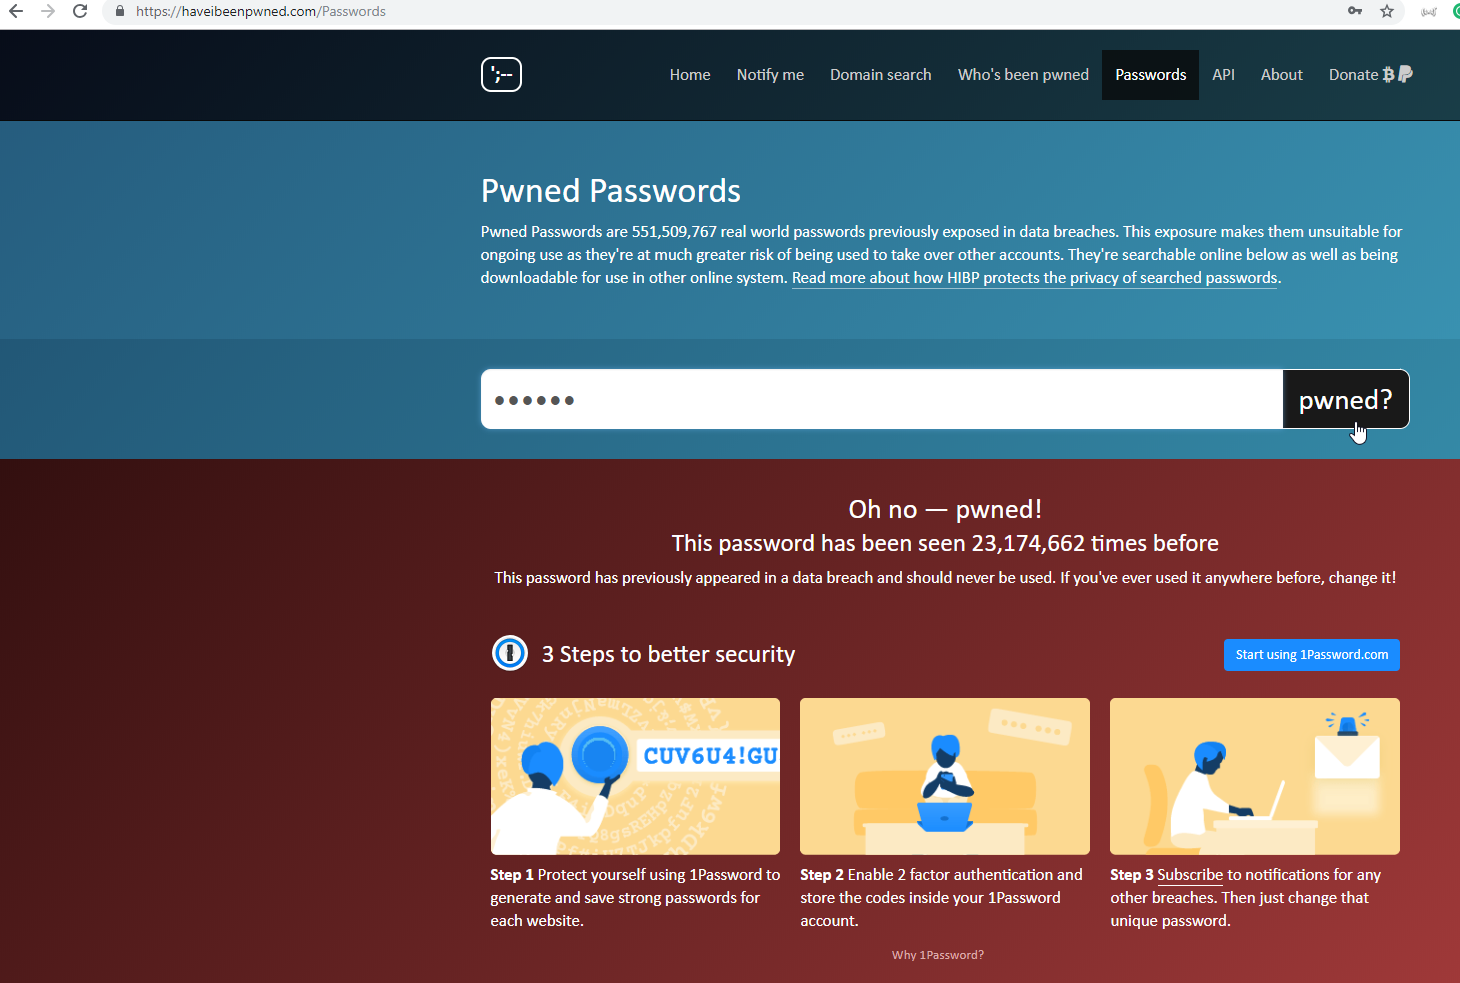 https://haveibeenpwned.com/Passwords
';--
Home Notify me Domain search Who's been pwned Passwords API About Donate
Pwned Passwords
Pwned Passwords are 551,509,767 real world passwords previously exposed in data breaches. This exposure makes them unsuitable for
ongoing use as they're at much greater risk of being used to take over other accounts. They're searchable online below as well as being
downloadable for use in other online system. Read more about how HIBP protects the privacy of searched passwords.
●●●●●● pwned?
Oh no — pwned!
This password has been seen 23,174,662 times before
This password has previously appeared in a data breach and should never be used. If you've ever used it anywhere before, change it!
3 Steps to better security
Start using 1Password.com
CUV6U4!GU
Step 1 Protect yourself using 1Password to
generate and save strong passwords for
each website.
Step 2 Enable 2 factor authentication and
store the codes inside your 1Password
account.
Step 3 Subscribe to notifications for any
other breaches. Then just change that
unique password.
Why 1Password?